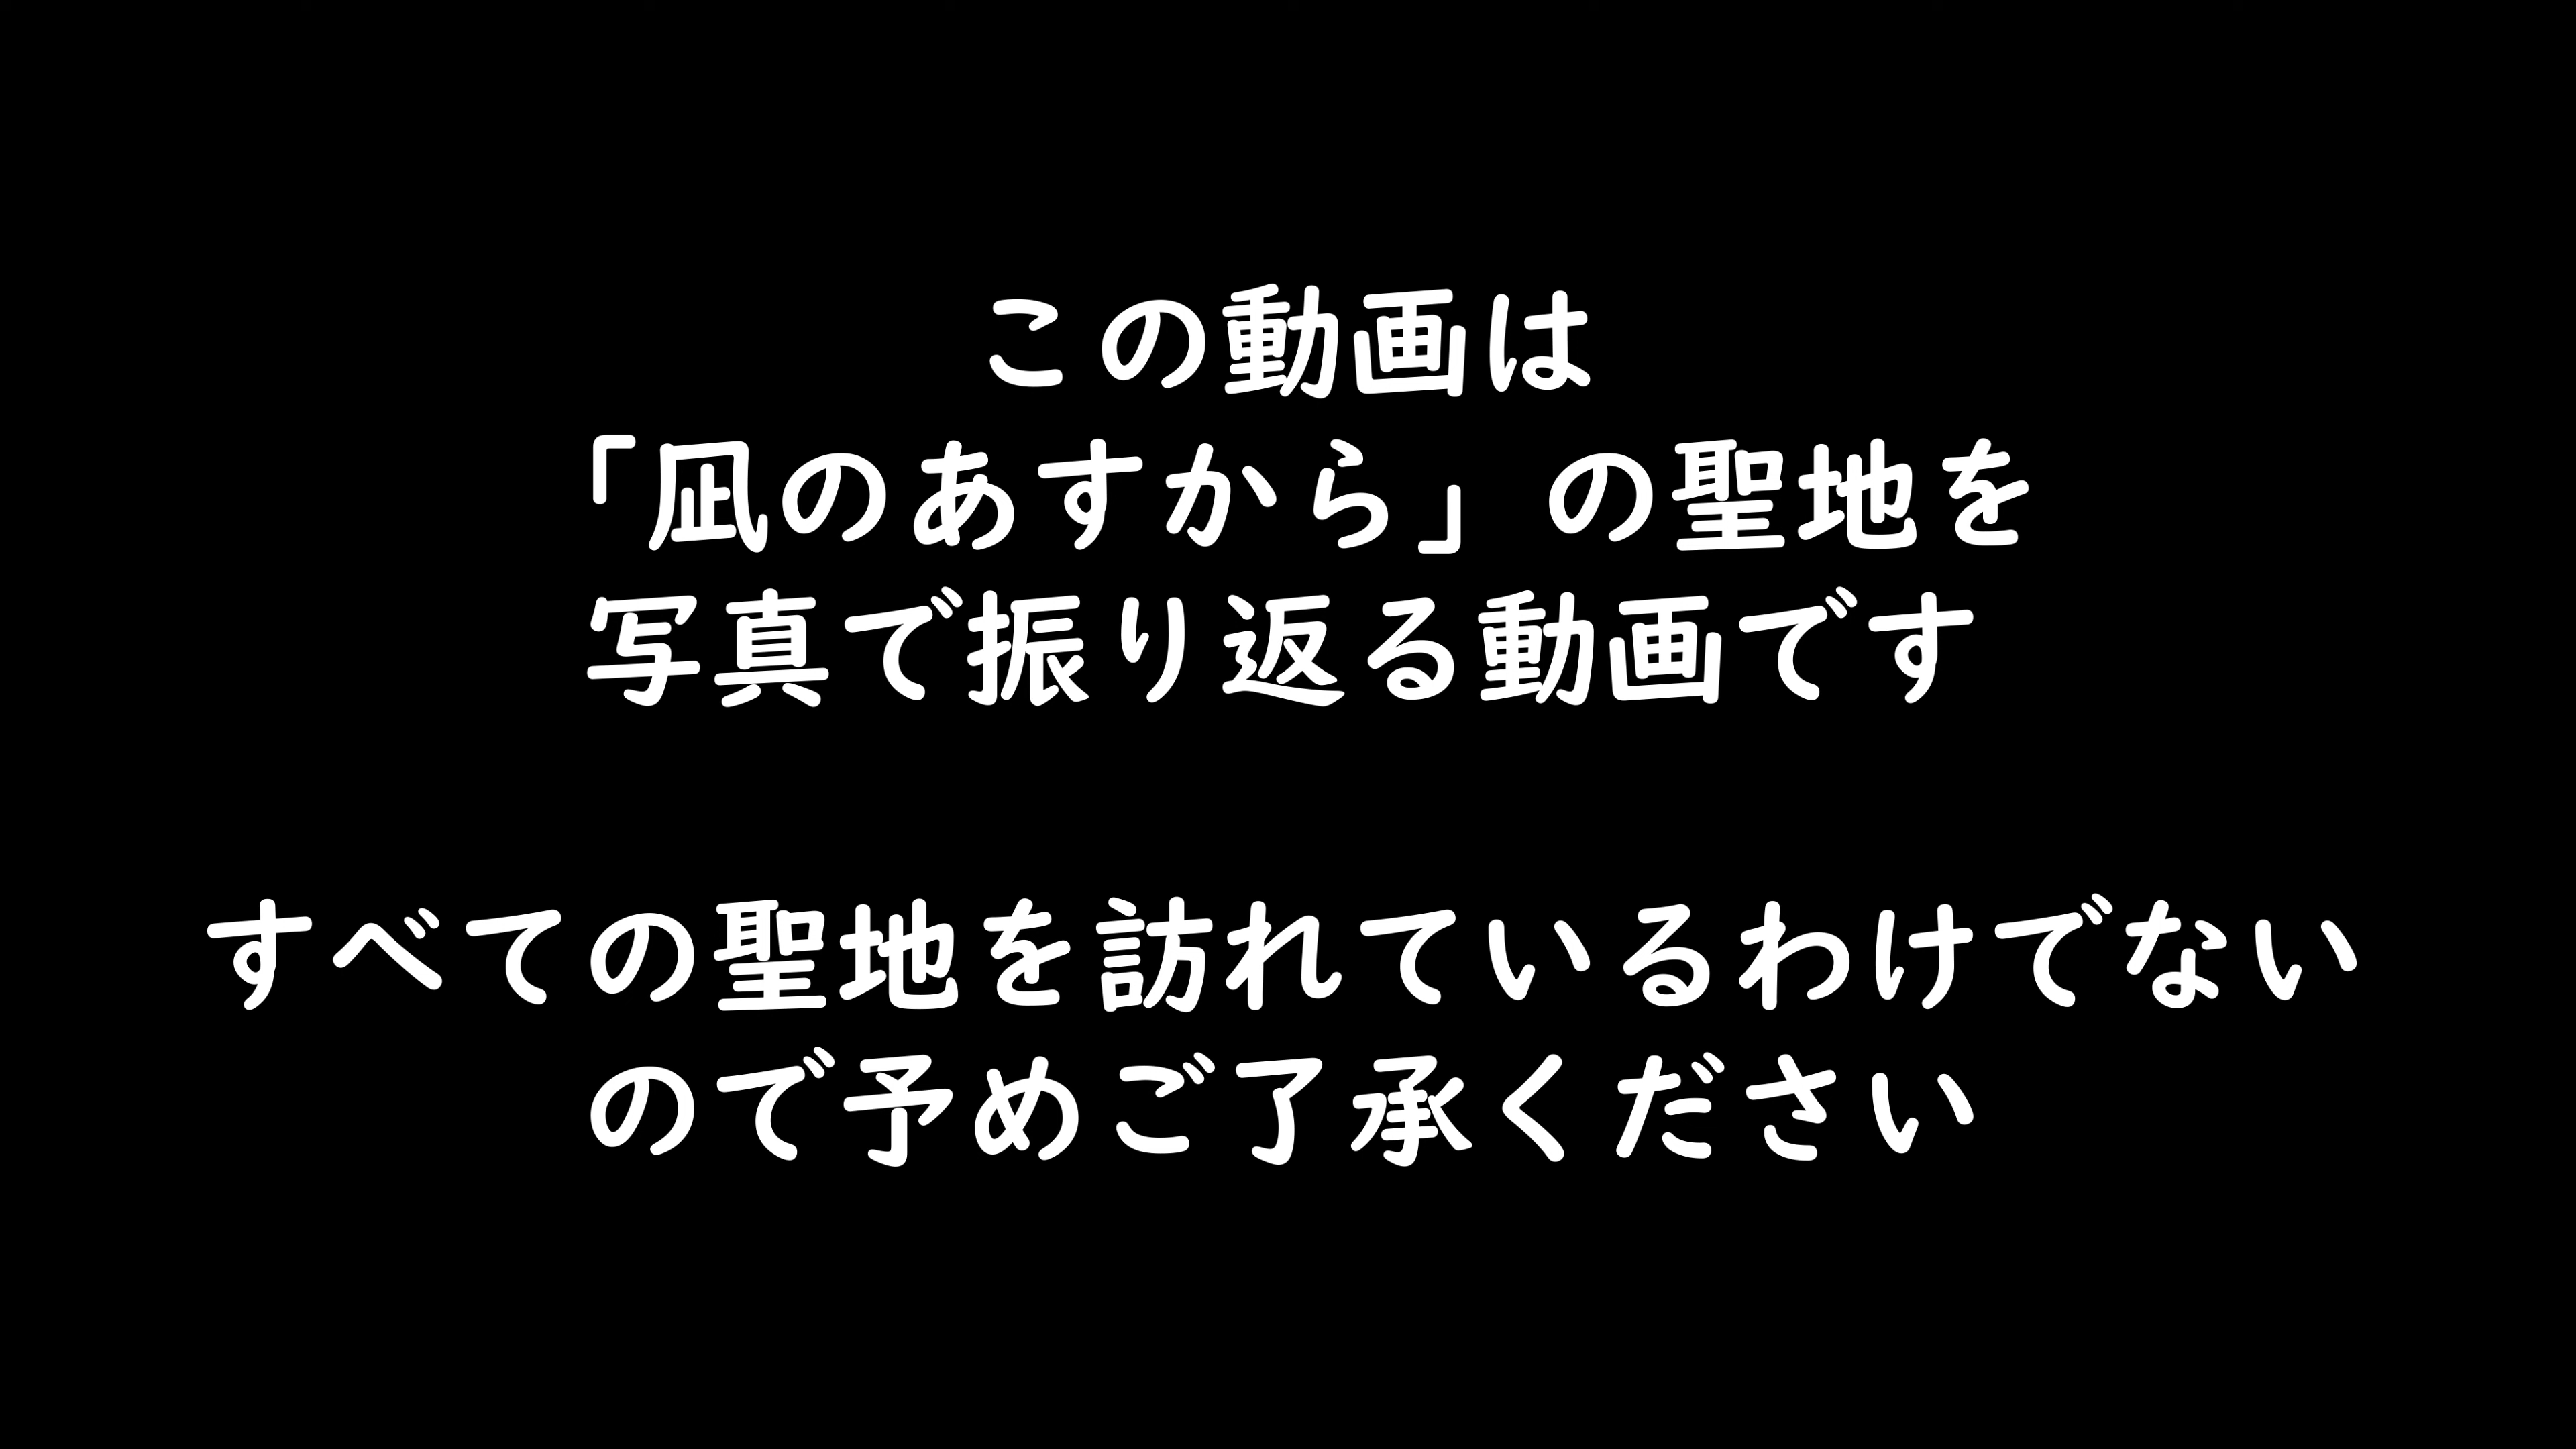 この動画は
「凪のあすから」の聖地を
写真で振り返る動画です
すべての聖地を訪れているわけでない
ので予めご了承ください